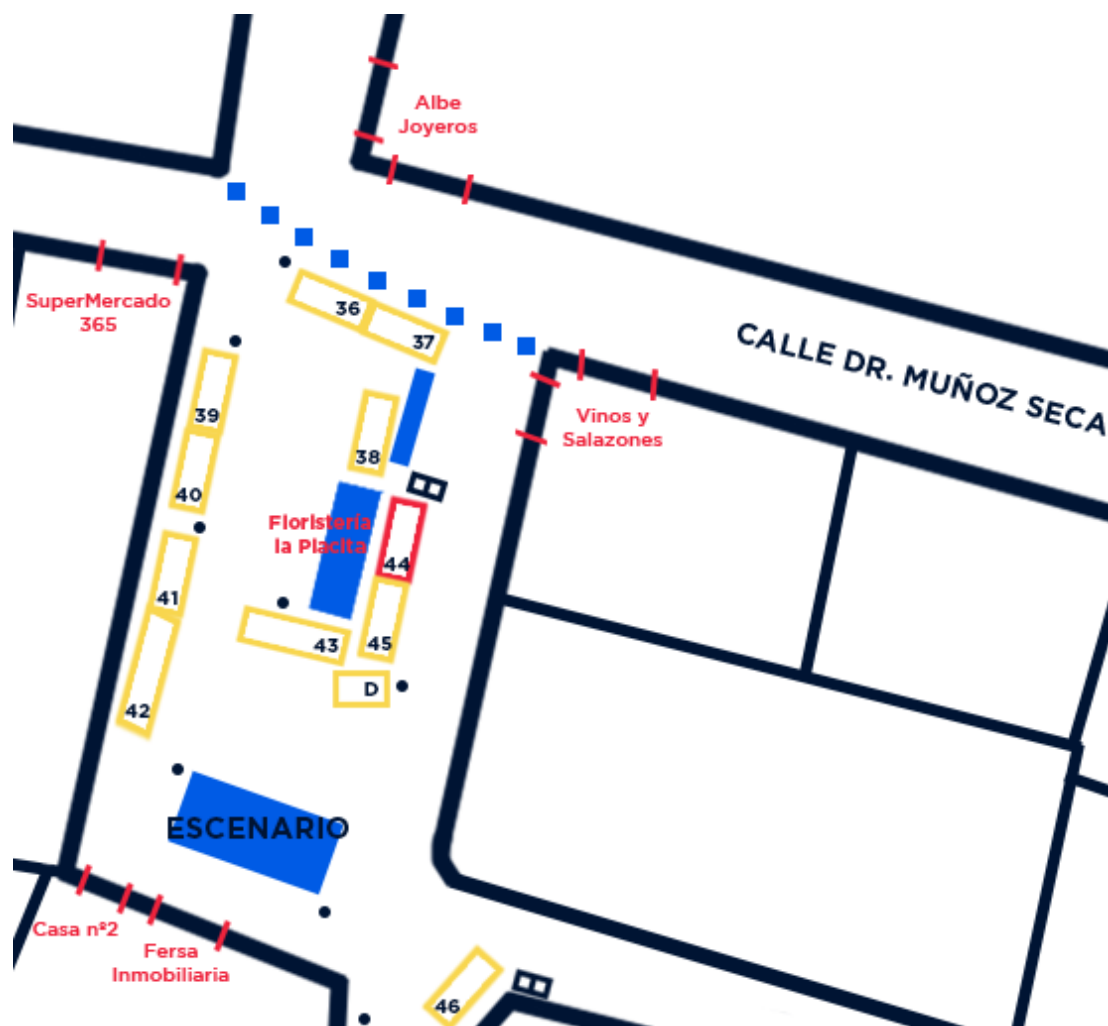 Albe
Joyeros
SuperMercado
365
36
37
CALLE DR. MUÑOZ SECA
39
38
Vinos y
Salazones
40
Floristería
la Placita
44
41
43
45
D
42
ESCENARIO
Casa nº2
Fersa
Inmobiliaria
46